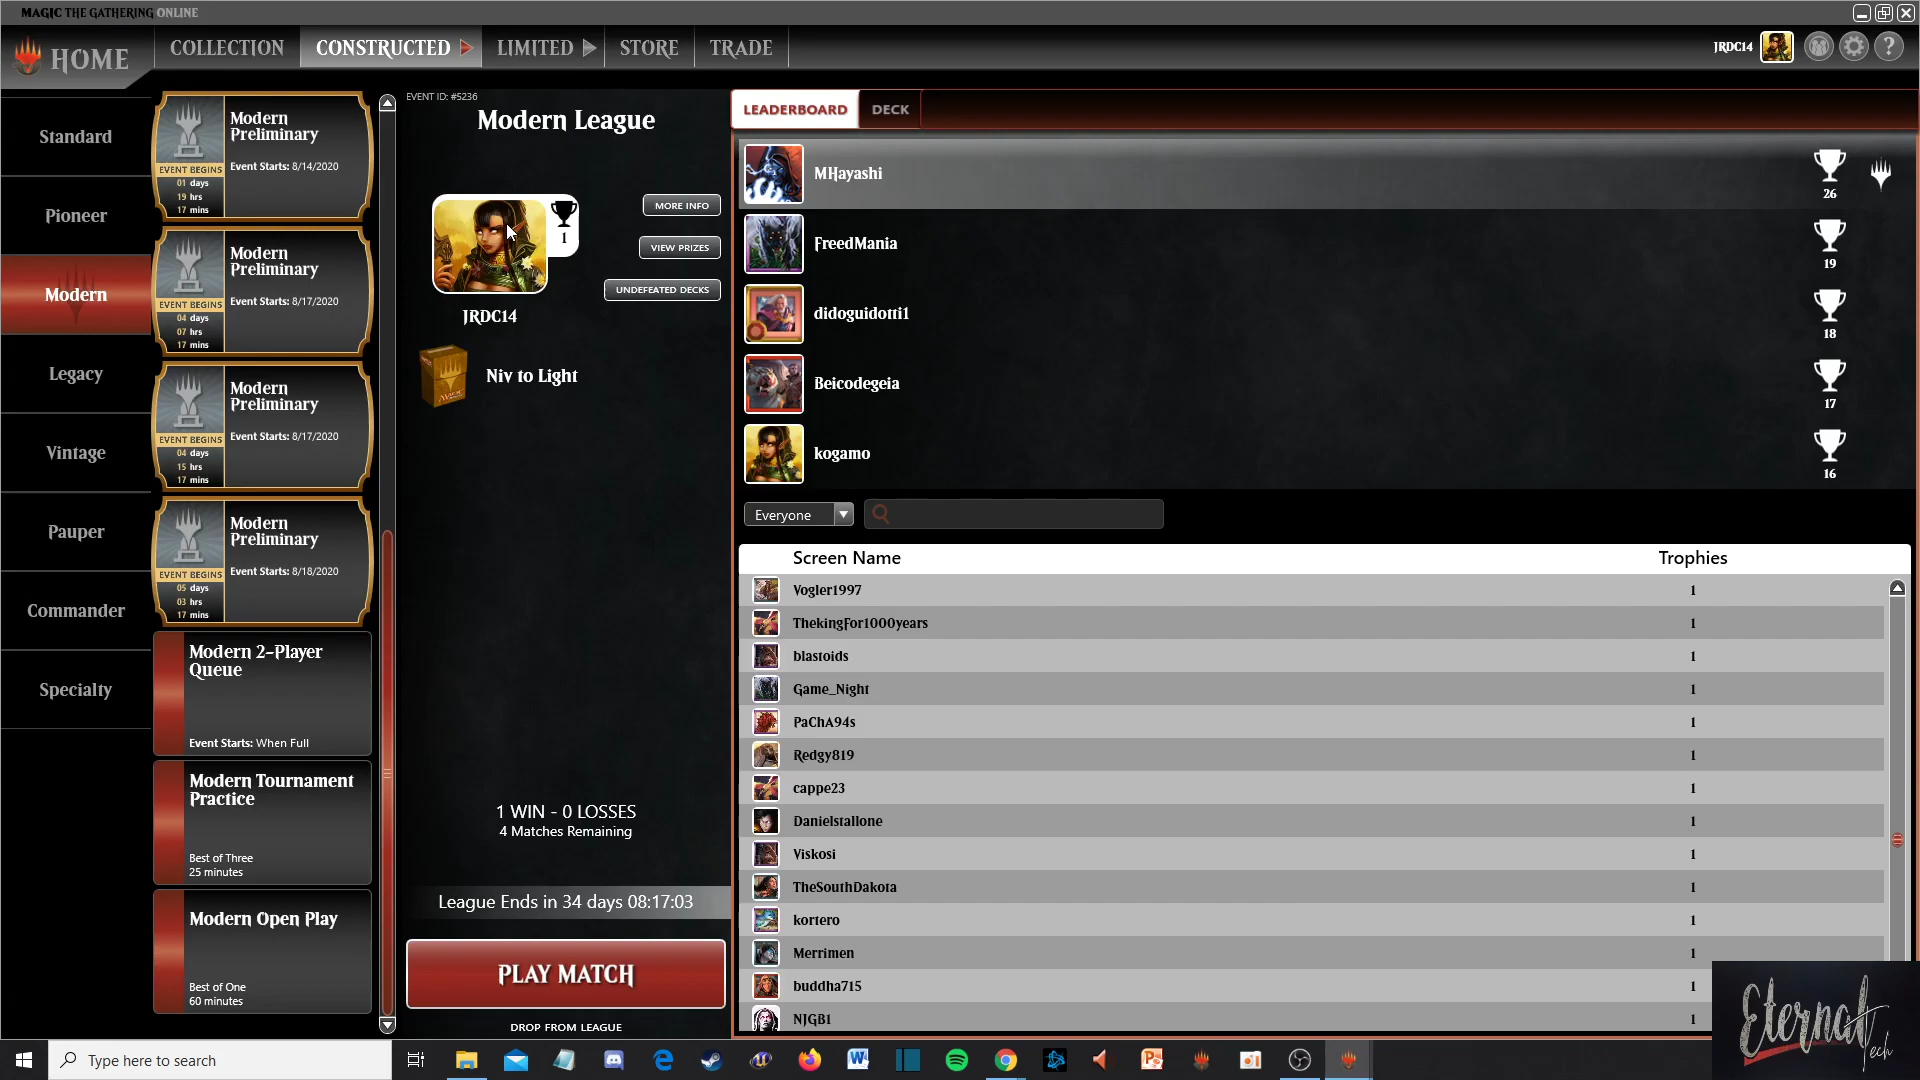 MAGIC THE GATHERING ONLINE
HOME
COLLECTION
CONSTRUCTED
LIMITED
STORE
TRADE
JRDC14
?
Standard
Pioneer
Modern
Legacy
Vintage
Pauper
Commander
Specialty
Modern
Preliminary
Event Starts: 8/14/2020
EVENT BEGINS
01 days
19 hrs
17 mins
Modern
Preliminary
Event Starts: 8/17/2020
EVENT BEGINS
04 days
07 hrs
17 mins
Modern
Preliminary
Event Starts: 8/17/2020
EVENT BEGINS
04 days
15 hrs
17 mins
Modern
Preliminary
Event Starts: 8/18/2020
EVENT BEGINS
05 days
03 hrs
17 mins
Modern 2-Player
Queue
Event Starts: When Full
Modern Tournament
Practice
Best of Three
25 minutes
Modern Open Play
Best of One
60 minutes
EVENT ID: #5236
Modern League
1
MORE INFO
VIEW PRIZES
UNDEFEATED DECKS
JRDC14
Niv to Light
1 WIN - 0 LOSSES
4 Matches Remaining
League Ends in 34 days 08:17:03
PLAY MATCH
DROP FROM LEAGUE
LEADERBOARD
DECK
MHayashi
26
FreedMania
19
didoguidotti1
18
Beicodegeia
17
kogamo
16
Everyone
Screen Name Trophies
Vogler1997 1
ThekingFor1000years 1
blastoids 1
Game_Night 1
PaChA94s 1
Redgy819 1
cappe23 1
Danielstallone 1
Viskosi 1
TheSouthDakota 1
kortero 1
Merrimen 1
buddha715 1
NJGB1 1
Eternal
Tech
Type here to search